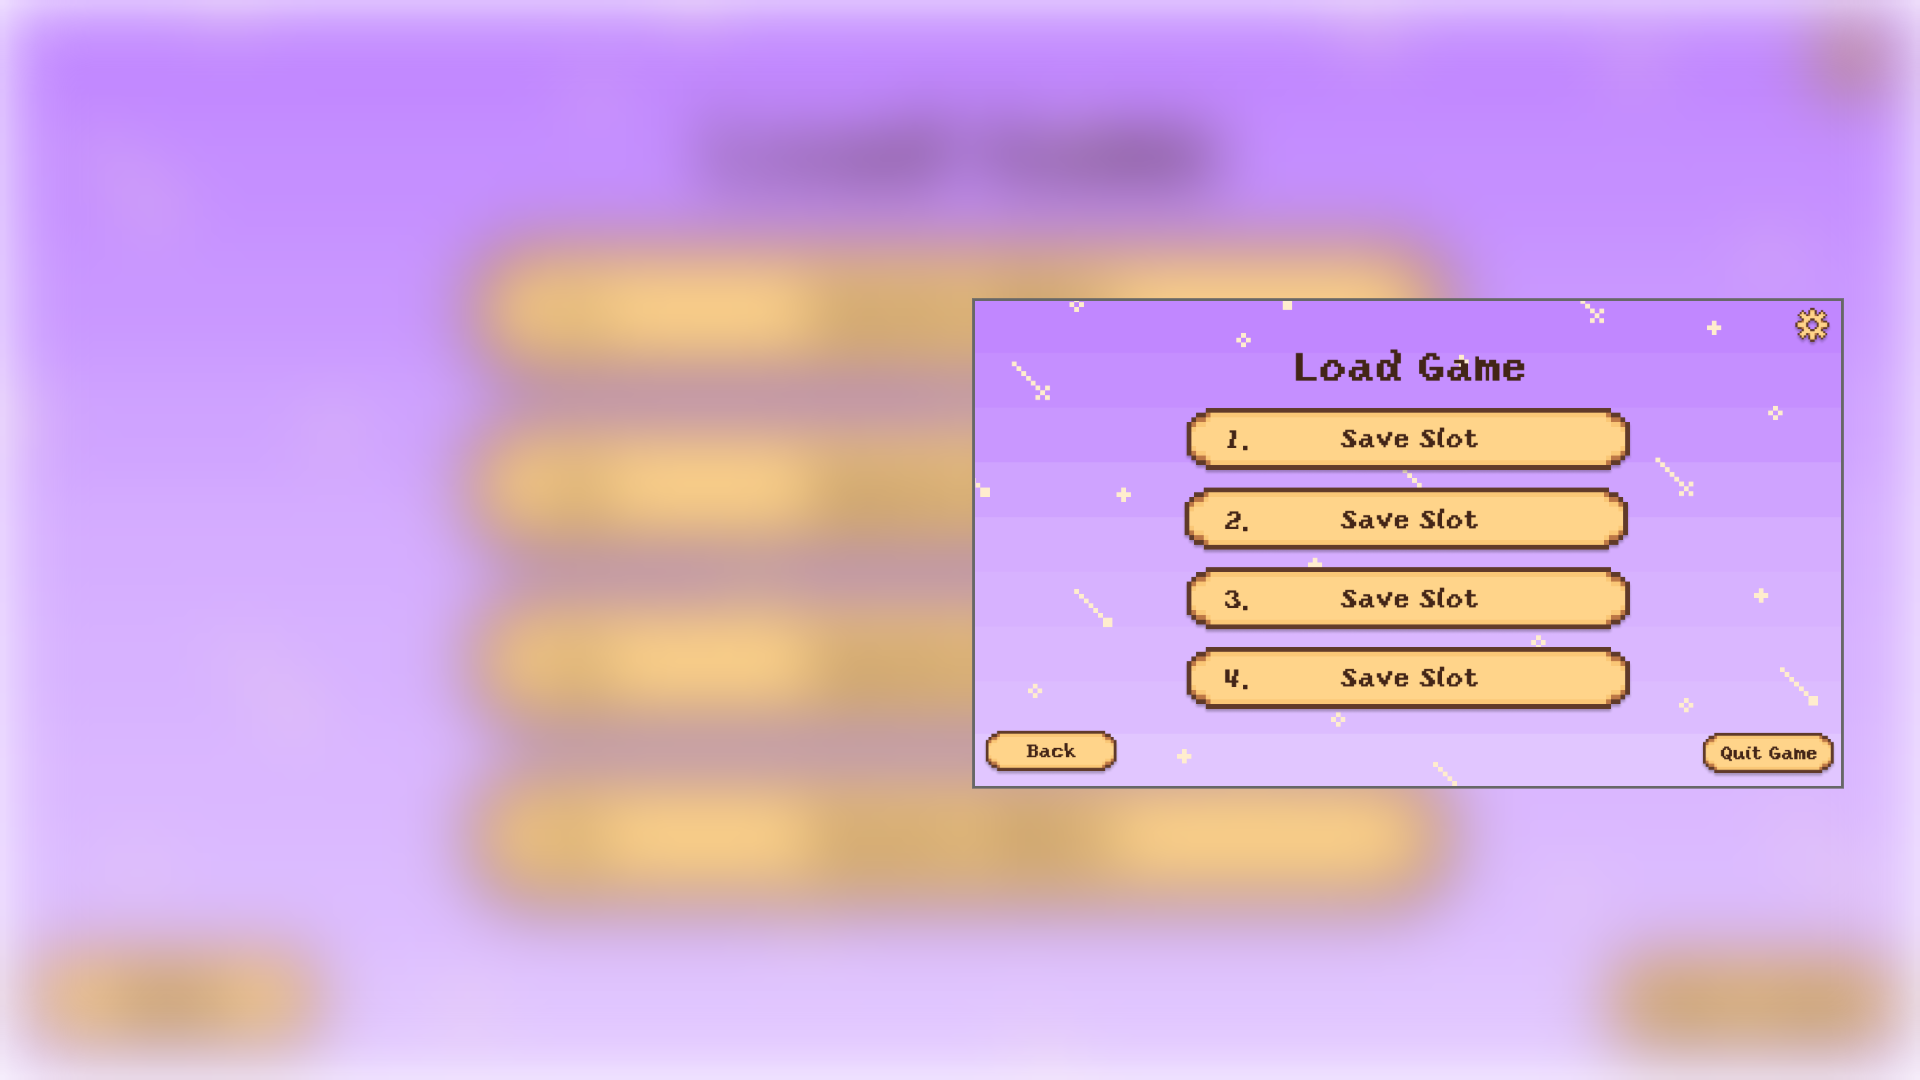 Load Game
1. Save Slot
2. Save Slot
3. Save Slot
4. Save Slot
Back
Quit Game